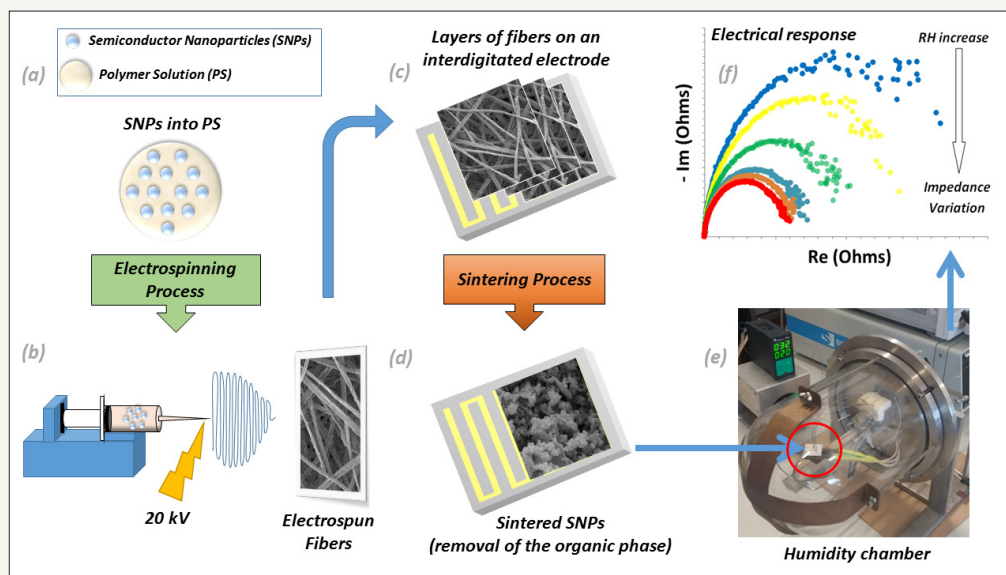 (a)
Semiconductor Nanoparticles (SNPs)
Polymer Solution (PS)
SNPs into PS
Electrospinning
Process
(b)
20 kV
Electrospun
Fibers
(c)
Layers of fibers on an
interdigitated electrode
Sintering Process
(d)
Sintered SNPs
(removal of the organic phase)
(e)
032
020
Humidity chamber
Electrical response
(f)
RH increase
Impedance
Variation
- Im (Ohms)
Re (Ohms)